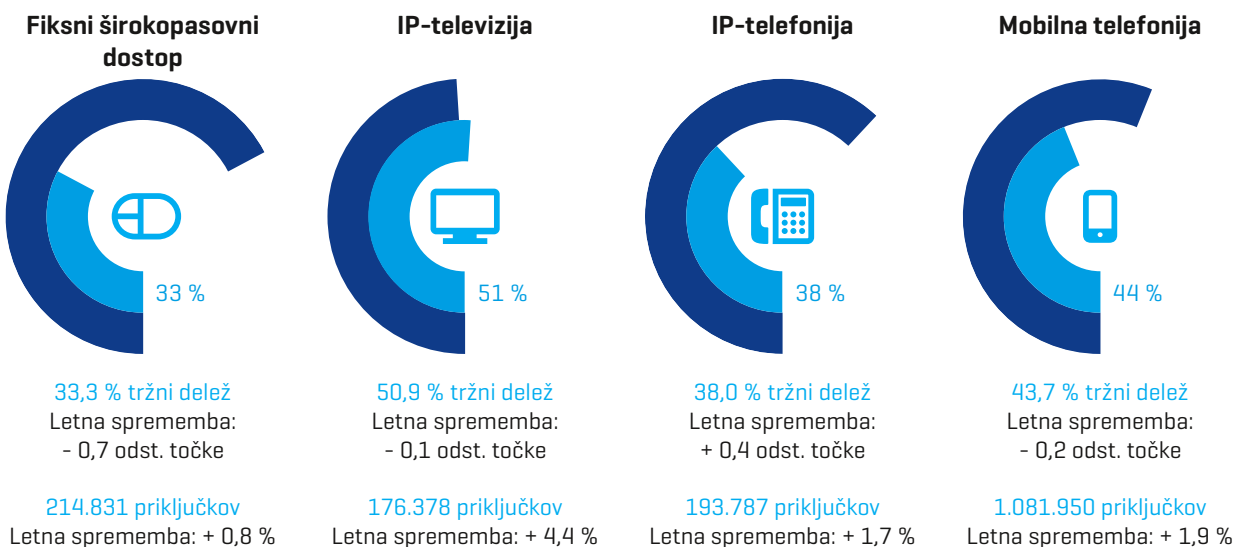 Fiksni širokopasovni
dostop
33 %
33,3 % tržni delež
Letna sprememba:
- 0,7 odst. točke
214.831 priključkov
Letna sprememba: + 0,8 %
IP-televizija
51 %
50,9 % tržni delež
Letna sprememba:
- 0,1 odst. točke
176.378 priključkov
Letna sprememba: + 4,4 %
IP-telefonija
38 %
38,0 % tržni delež
Letna sprememba:
+ 0,4 odst. točke
193.787 priključkov
Letna sprememba: + 1,7 %
Mobilna telefonija
44 %
43,7 % tržni delež
Letna sprememba:
- 0,2 odst. točke
1.081.950 priključkov
Letna sprememba: + 1,9 %